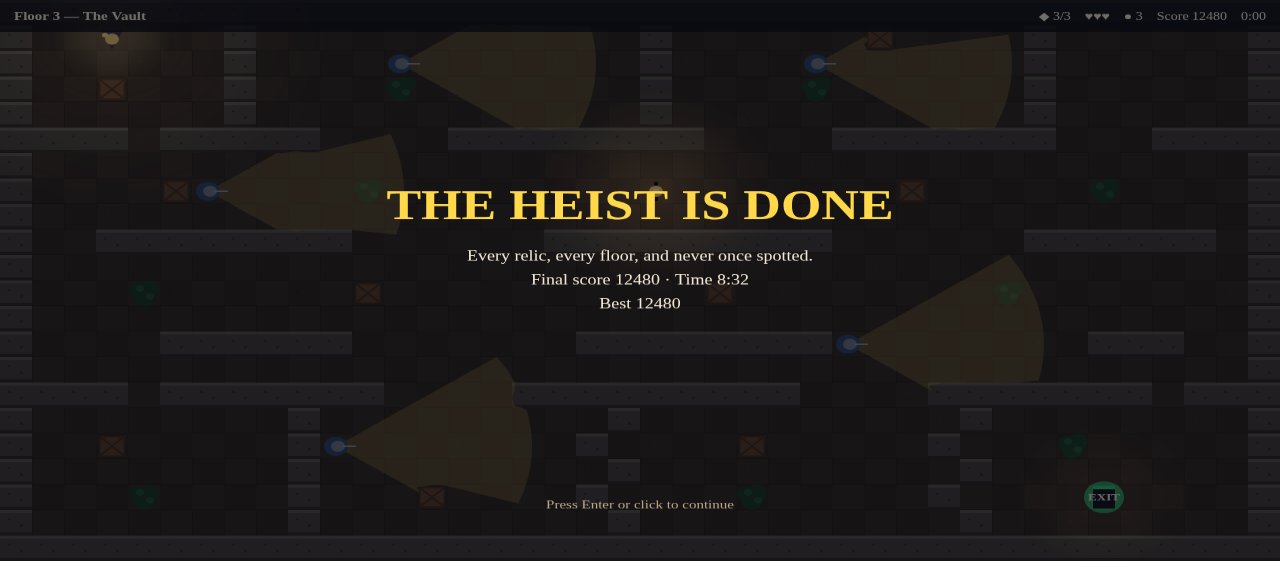 Floor 3 — The Vault
◆ 3/3 ♥♥♥ ● 3 Score 12480 0:00
THE HEIST IS DONE
Every relic, every floor, and never once spotted.
Final score 12480 · Time 8:32
Best 12480
EXIT
Press Enter or click to continue